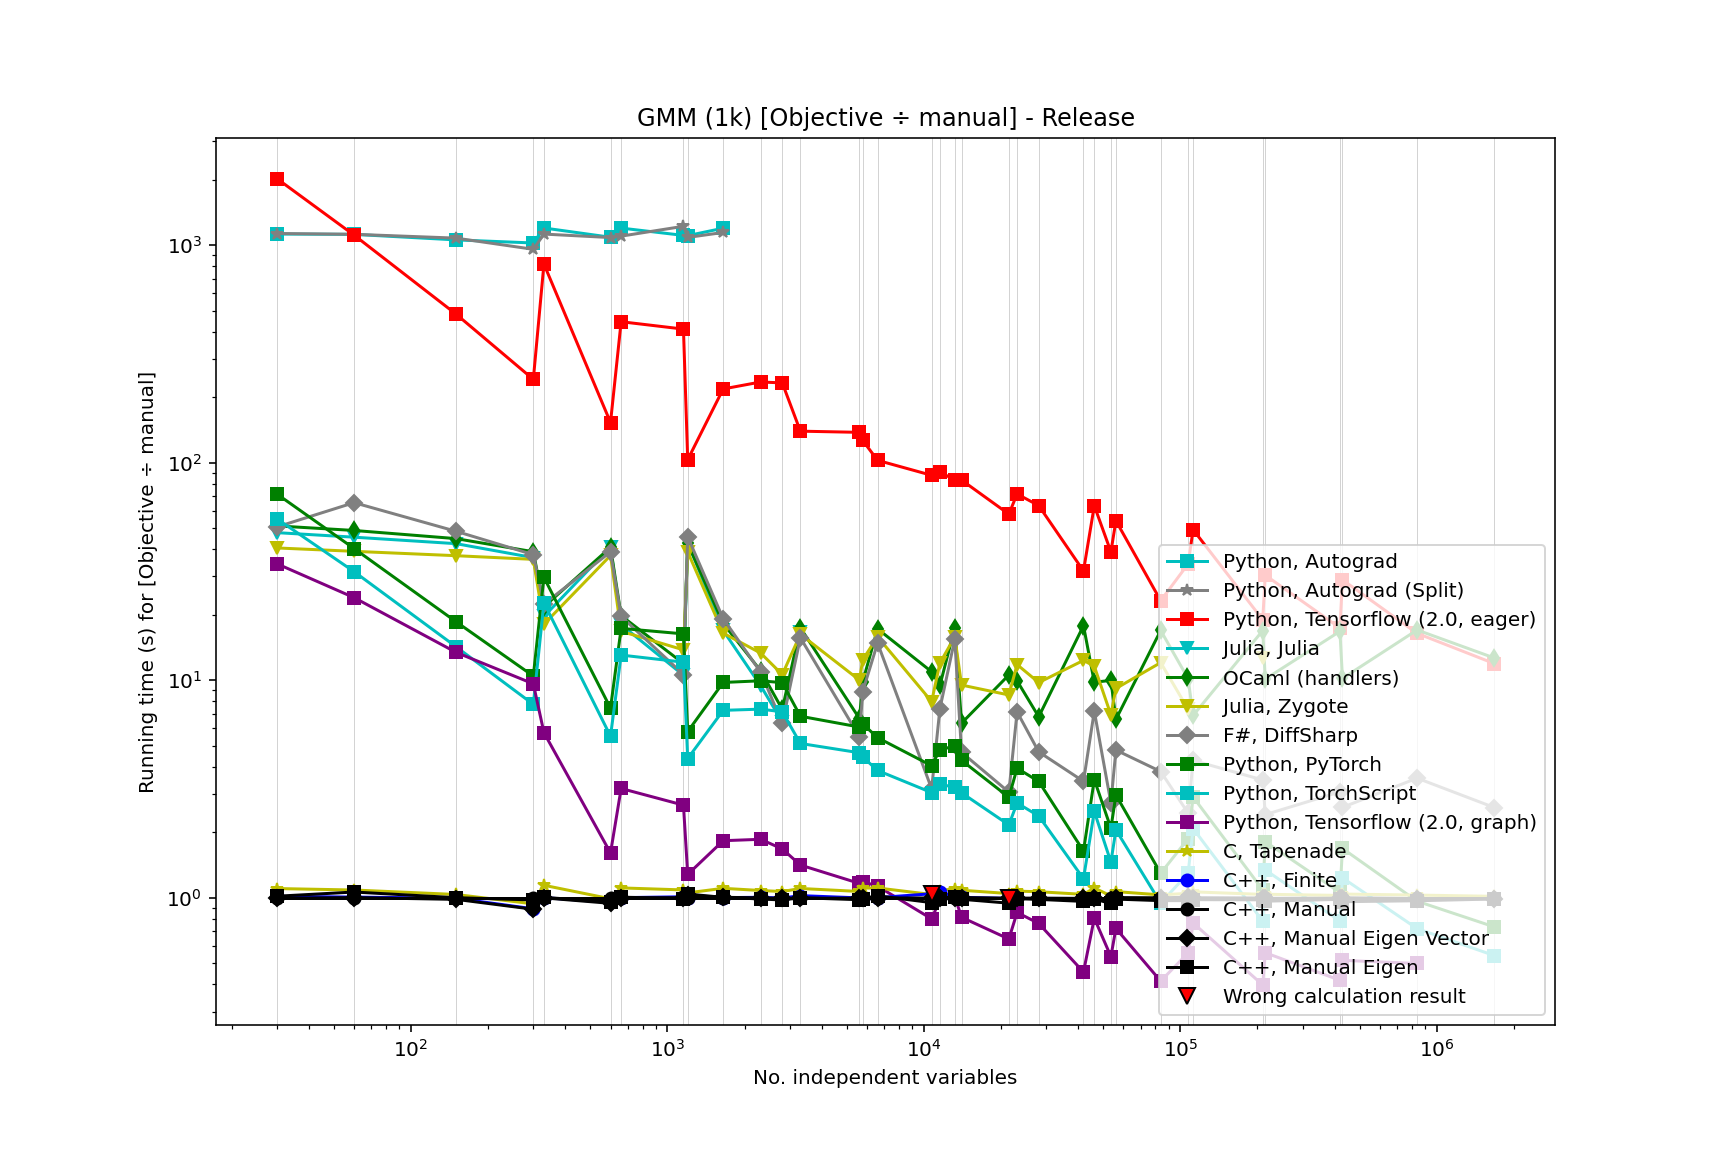 GMM (1k) [Objective ÷ manual] - Release
Running time (s) for [Objective ÷ manual]
10³
10²
10¹
10⁰
Python, Autograd
Python, Autograd (Split)
Python, Tensorflow (2.0, eager)
Julia, Julia
OCaml (handlers)
Julia, Zygote
F#, DiffSharp
Python, PyTorch
Python, TorchScript
Python, Tensorflow (2.0, graph)
C, Tapenade
C++, Finite
C++, Manual
C++, Manual Eigen Vector
C++, Manual Eigen
Wrong calculation result
10² 10³ 10⁴ 10⁵ 10⁶
No. independent variables